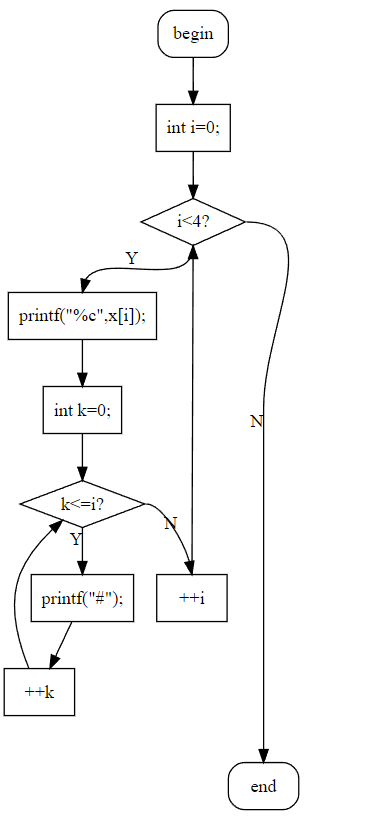 begin
int i=0;
i<4?
Y
printf("%c",x[i]);
int k=0;
N
k<=i?
N
Y
printf("#");
++i
++k
end